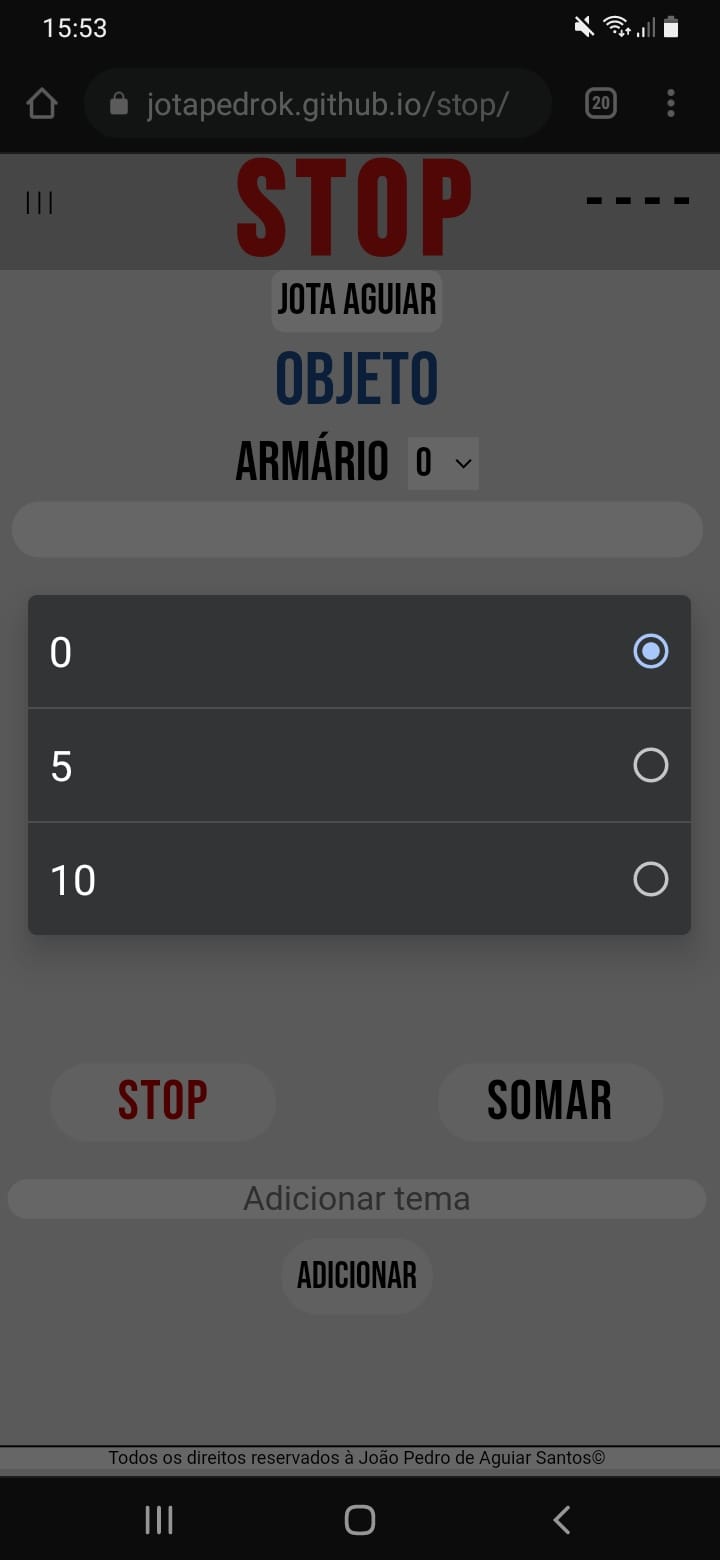 15:53
jotapedrok.github.io/stop/
20
STOP
JOTA AGUIAR
OBJETO
ARMÁRIO 0
0
5
10
STOP SOMAR
Adicionar tema
ADICIONAR
Todos os direitos reservados à João Pedro de Aguiar Santos©